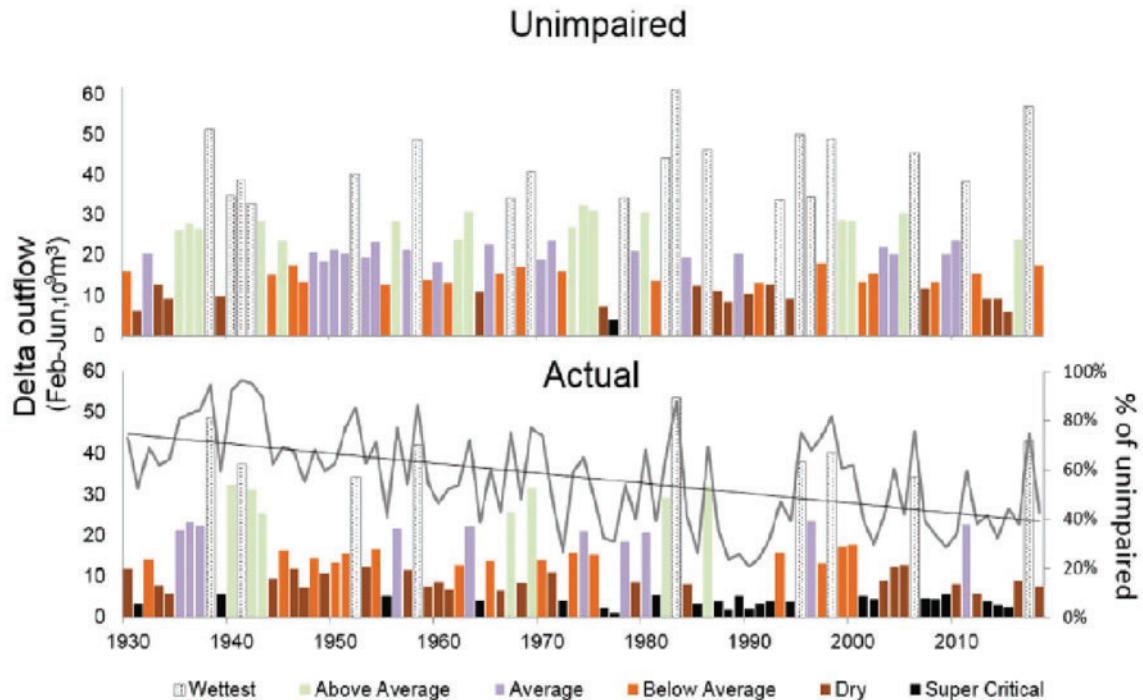 Unimpaired
Delta outflow
(Feb-Jun,10⁹m³)
60
50
40
30
20
10
0
Actual
60
50
40
30
20
10
0
100%
80%
60%
40%
20%
0%
% of unimpaired
1930 1940 1950 1960 1970 1980 1990 2000 2010
Wettest Above Average Average Below Average Dry Super Critical